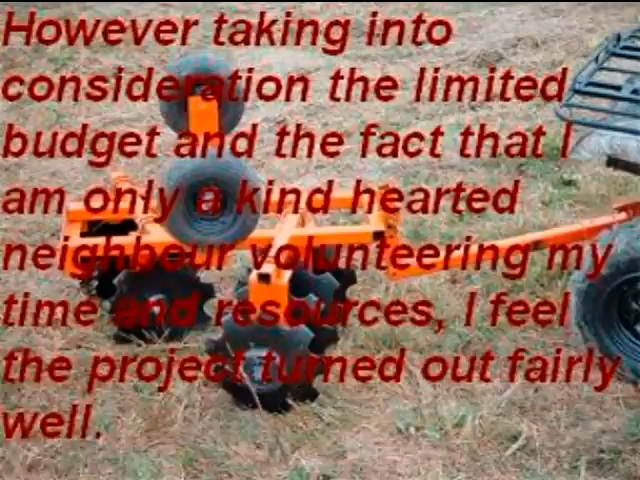 However taking into
consideration the limited
budget and the fact that I
am only a kind hearted
neighbour volunteering my
time and resources, I feel
the project turned out fairly
well.